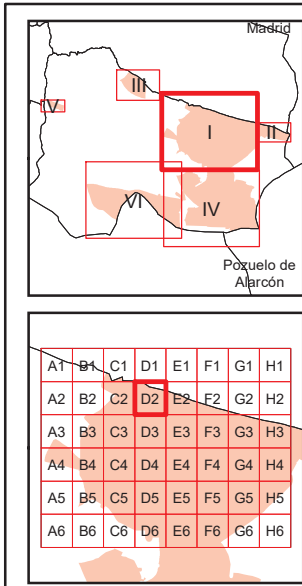 Madrid
III
V
I
II
VI
IV
Pozuelo de
Alarcón
A1 B1 C1 D1 E1 F1 G1 H1
A2 B2 C2 D2 E2 F2 G2 H2
A3 B3 C3 D3 E3 F3 G3 H3
A4 B4 C4 D4 E4 F4 G4 H4
A5 B5 C5 D5 E5 F5 G5 H5
A6 B6 C6 D6 E6 F6 G6 H6